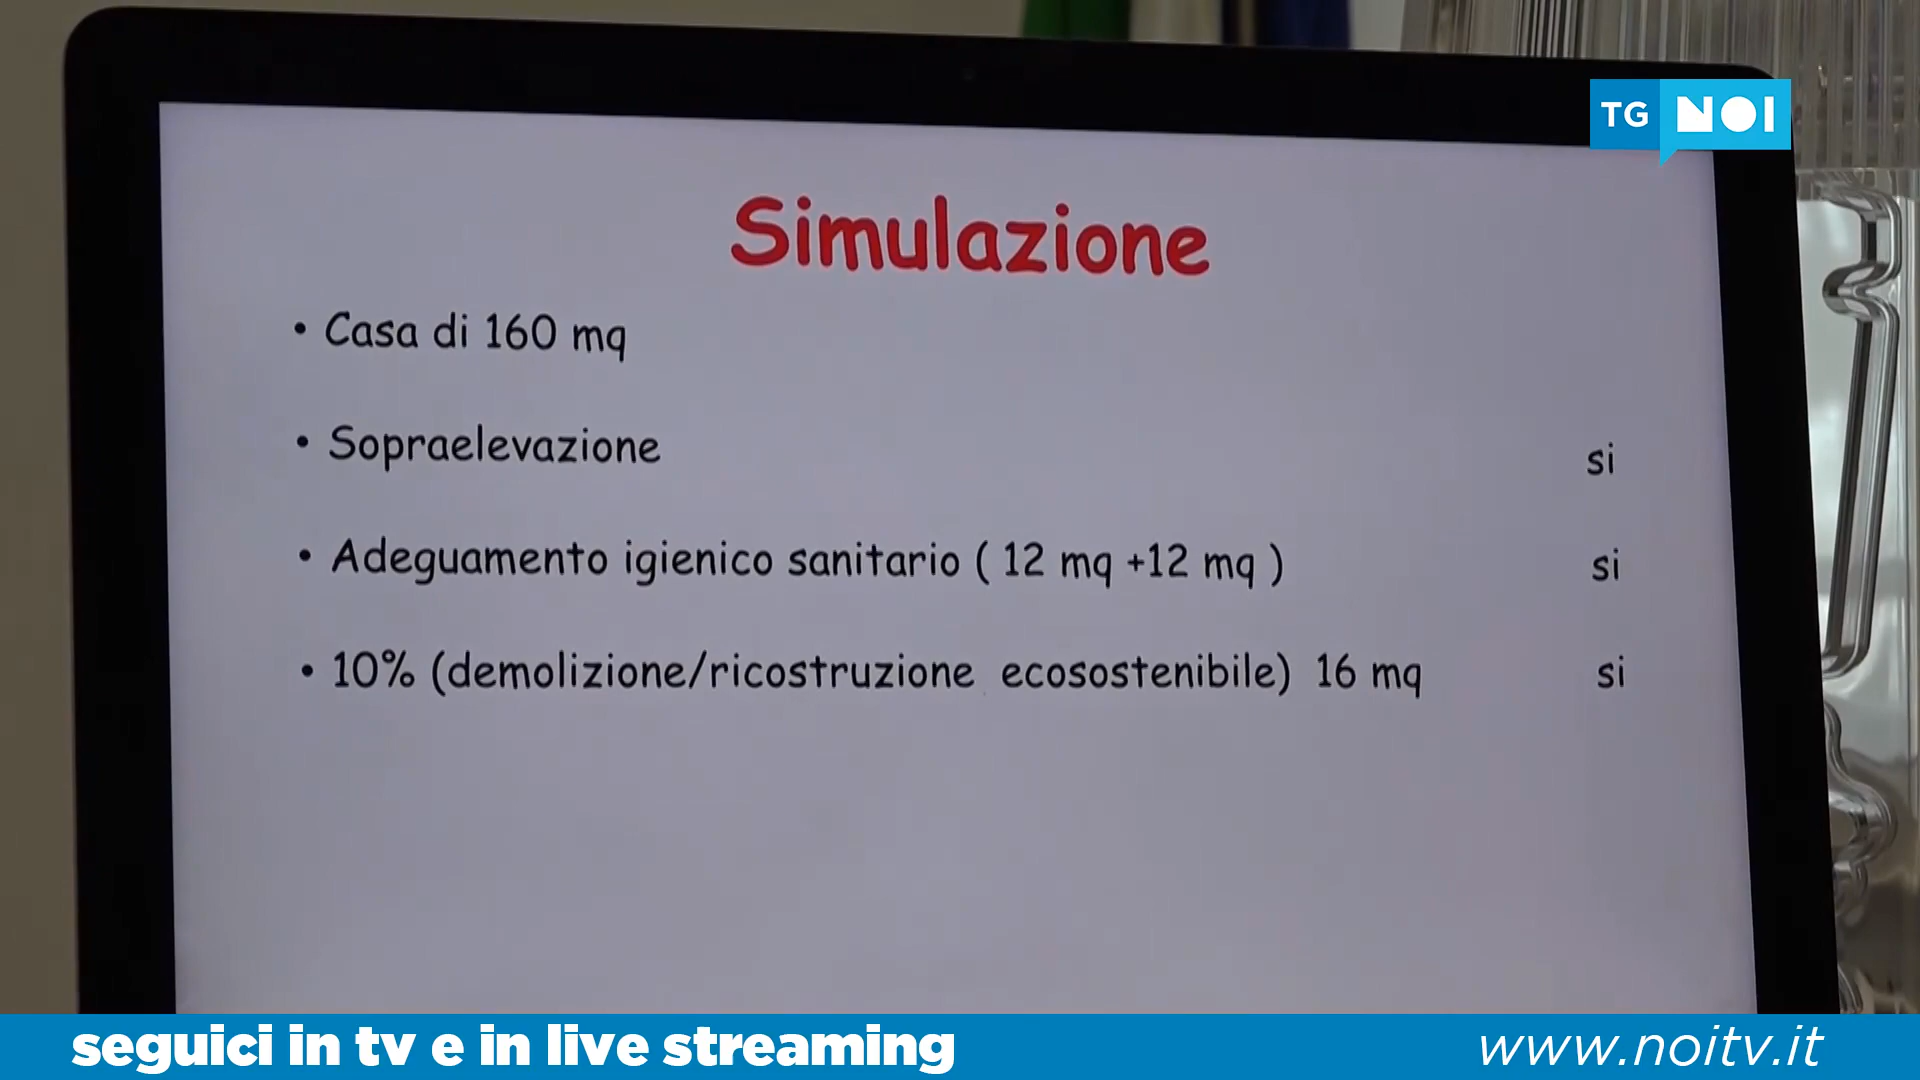 TG NOI
Simulazione
• Casa di 160 mq
• Sopraelevazione si
• Adeguamento igienico sanitario ( 12 mq +12 mq ) si
• 10% (demolizione/ricostruzione ecosostenibile) 16 mq si
seguici in tv e in live streaming www.noitv.it